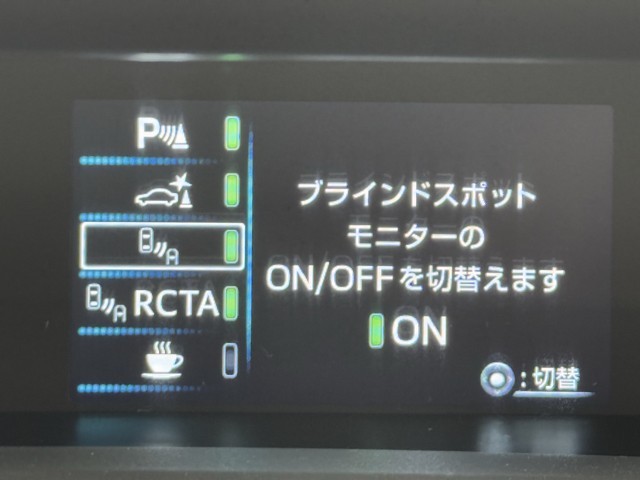 P
RCTA
ブラインドスポット
モニターの
ON/OFFを切替えます
ON
:切替